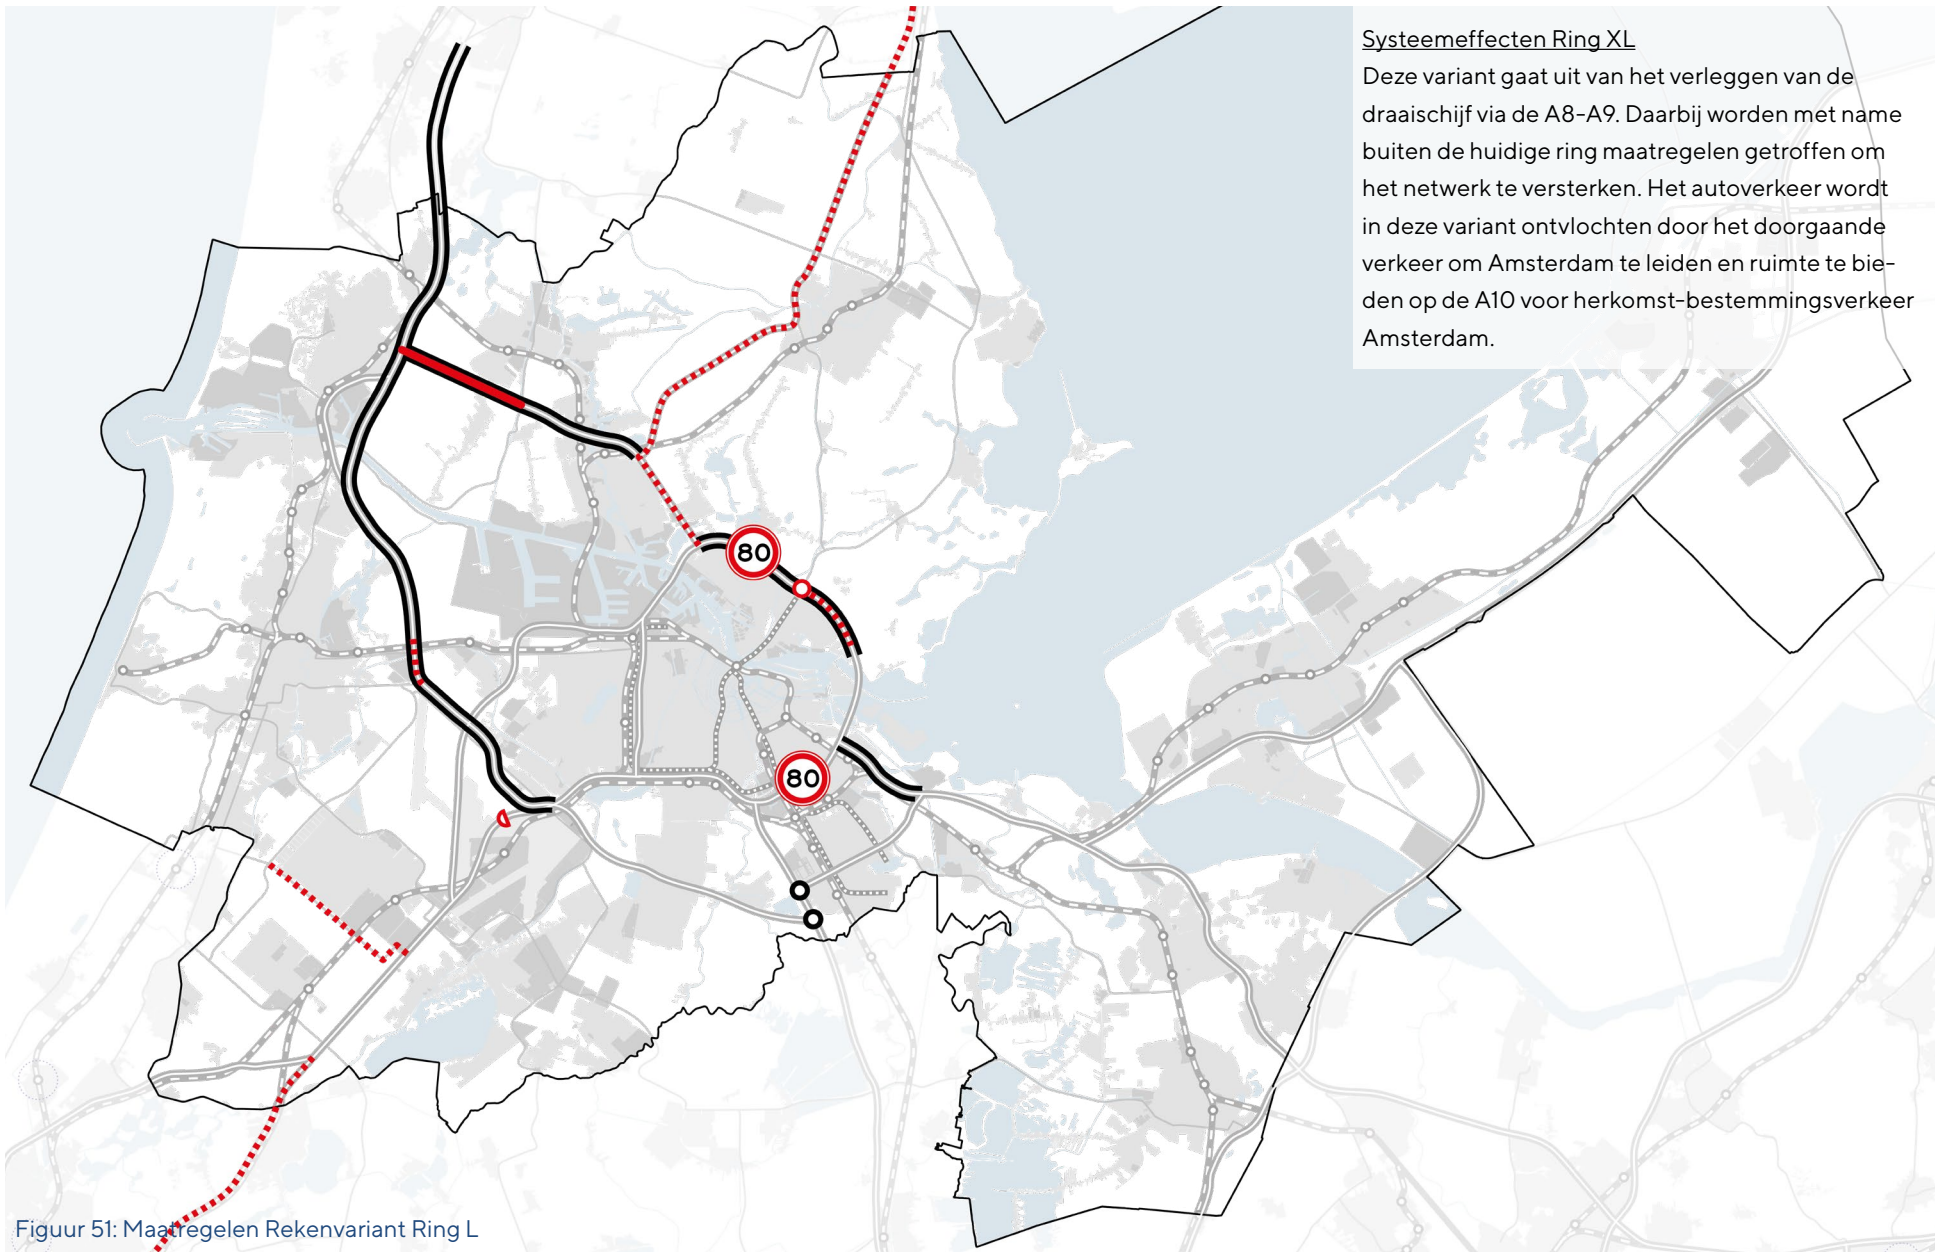 Systeemeffecten Ring XL
Deze variant gaat uit van het verleggen van de
draaischijf via de A8-A9. Daarbij worden met name
buiten de huidige ring maatregelen getroffen om
het netwerk te versterken. Het autoverkeer wordt
in deze variant ontvlochten door het doorgaande
verkeer om Amsterdam te leiden en ruimte te bie-
den op de A10 voor herkomst-bestemmingsverkeer
Amsterdam.
80
80
Figuur 51: Maatregelen Rekenvariant Ring L